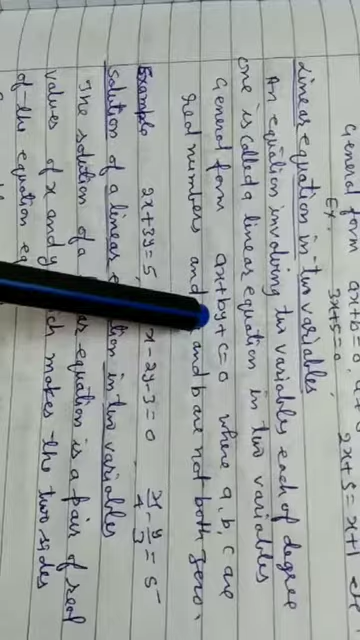 General form ax+b=0,
Ex. 3x+5=0, 2x+5=x+1 etc
Linear equation in two variables
An equation involving two variables each of degree
one is called a linear equation in two variables
General form ax+by+c=0 where a, b, c are
real numbers and and b are not both zero.
Example 2x+3y=5, x-2y-3=0 x/4-y/3=5
Solution of a linear equation in two variables
The solution of a equation is a pair of real
values of x and y which makes the two sides
of the equation